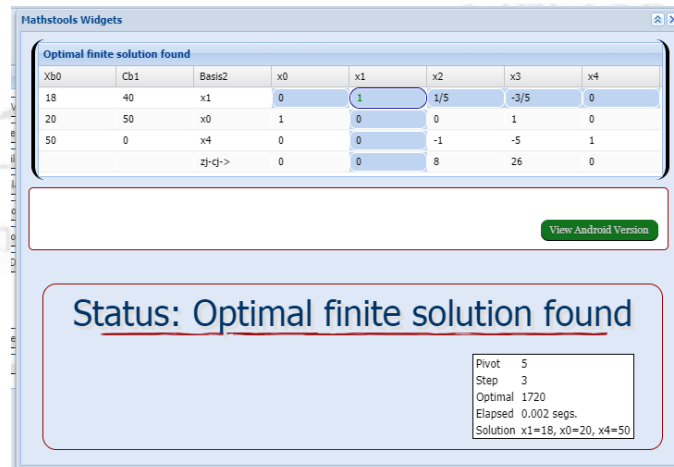 Mathstools Widgets
Optimal finite solution found
Xb0 Cb1 Basis2 x0 x1 x2 x3 x4
18 40 x1 0 1 1/5 -3/5 0
20 50 x0 1 0 0 1 0
50 0 x4 0 0 -1 -5 1
zj-cj-> 0 0 8 26 0
View Android Version
Status: Optimal finite solution found
Pivot 5
Step 3
Optimal 1720
Elapsed 0.002 segs.
Solution x1=18, x0=20, x4=50